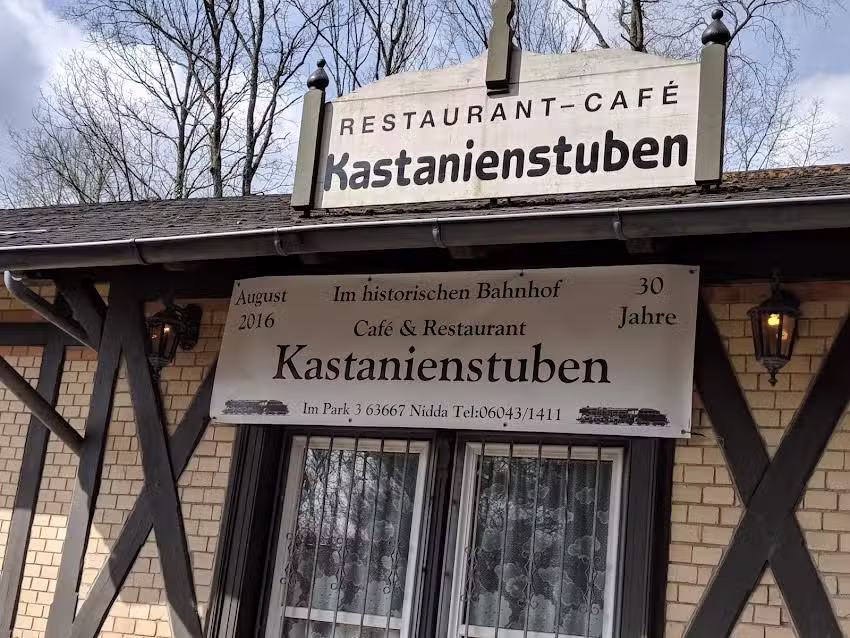 RESTAURANT-CAFÉ
Kastanienstuben
August 2016
Im historischen Bahnhof
30 Jahre
Café & Restaurant
Kastanienstuben
Im Park 3 63667 Nidda Tel:06043/1411